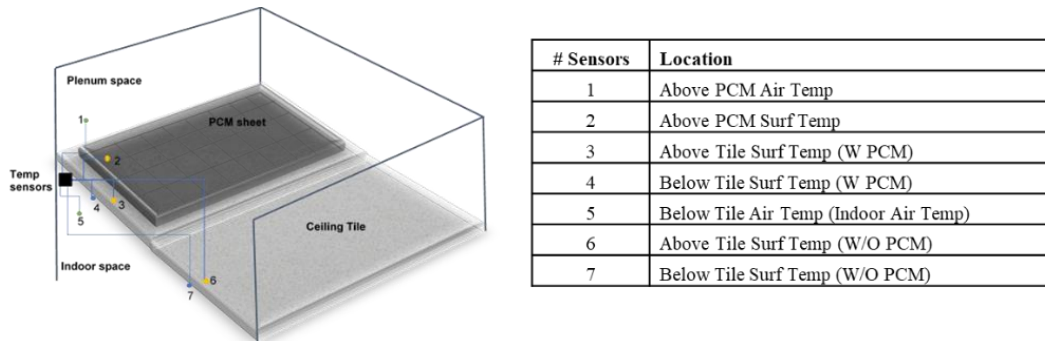 Plenum space
1
PCM sheet
2
Temp
sensors
4
3
5
Ceiling Tile
Indoor space
6
7
# Sensors Location
1 Above PCM Air Temp
2 Above PCM Surf Temp
3 Above Tile Surf Temp (W PCM)
4 Below Tile Surf Temp (W PCM)
5 Below Tile Air Temp (Indoor Air Temp)
6 Above Tile Surf Temp (W/O PCM)
7 Below Tile Surf Temp (W/O PCM)